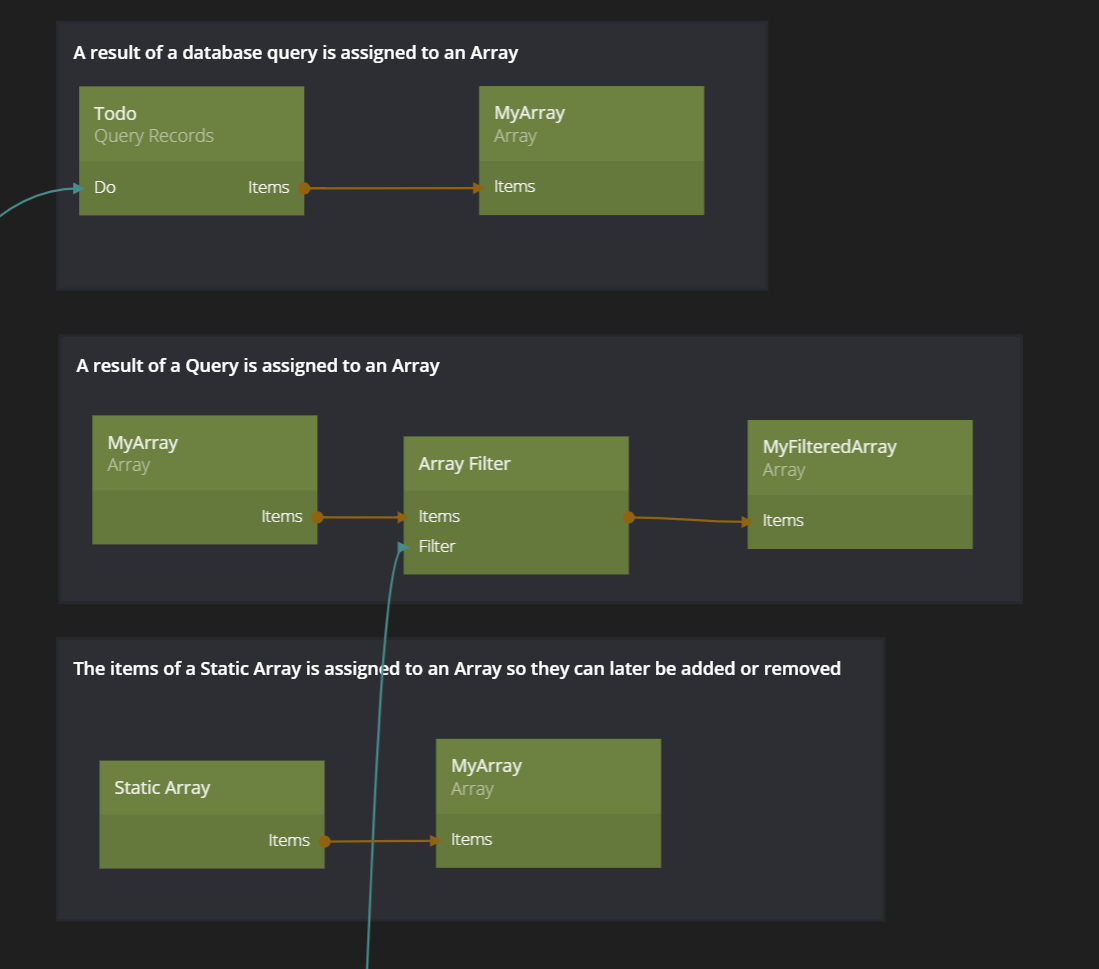 A result of a database query is assigned to an Array
Todo
Query Records
Do
Items
MyArray
Array
Items
A result of a Query is assigned to an Array
MyArray
Array
Items
Array Filter
Items
Filter
MyFilteredArray
Array
Items
The items of a Static Array is assigned to an Array so they can later be added or removed
Static Array
Items
MyArray
Array
Items